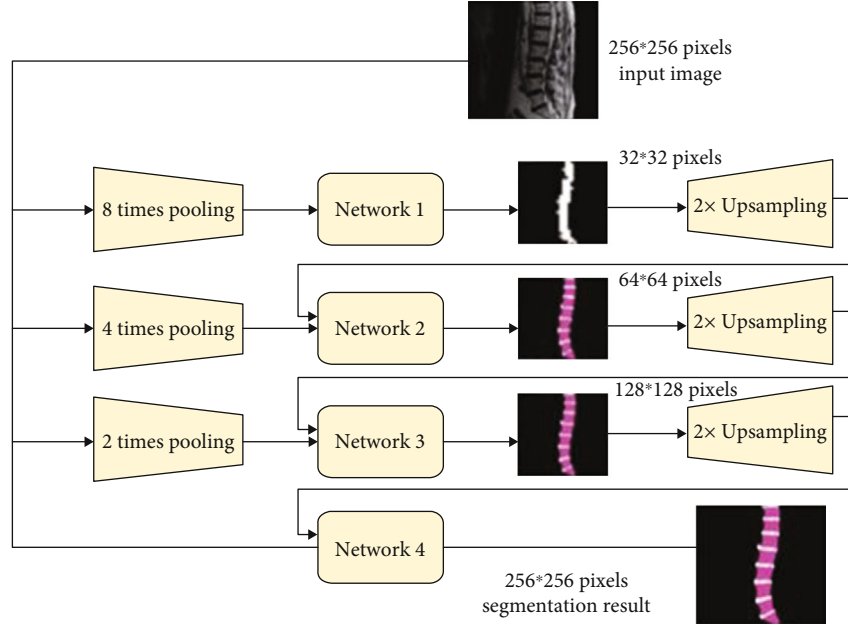 256*256 pixels
input image
32*32 pixels
8 times pooling
Network 1
2× Upsampling
64*64 pixels
4 times pooling
Network 2
2× Upsampling
128*128 pixels
2 times pooling
Network 3
2× Upsampling
Network 4
256*256 pixels
segmentation result